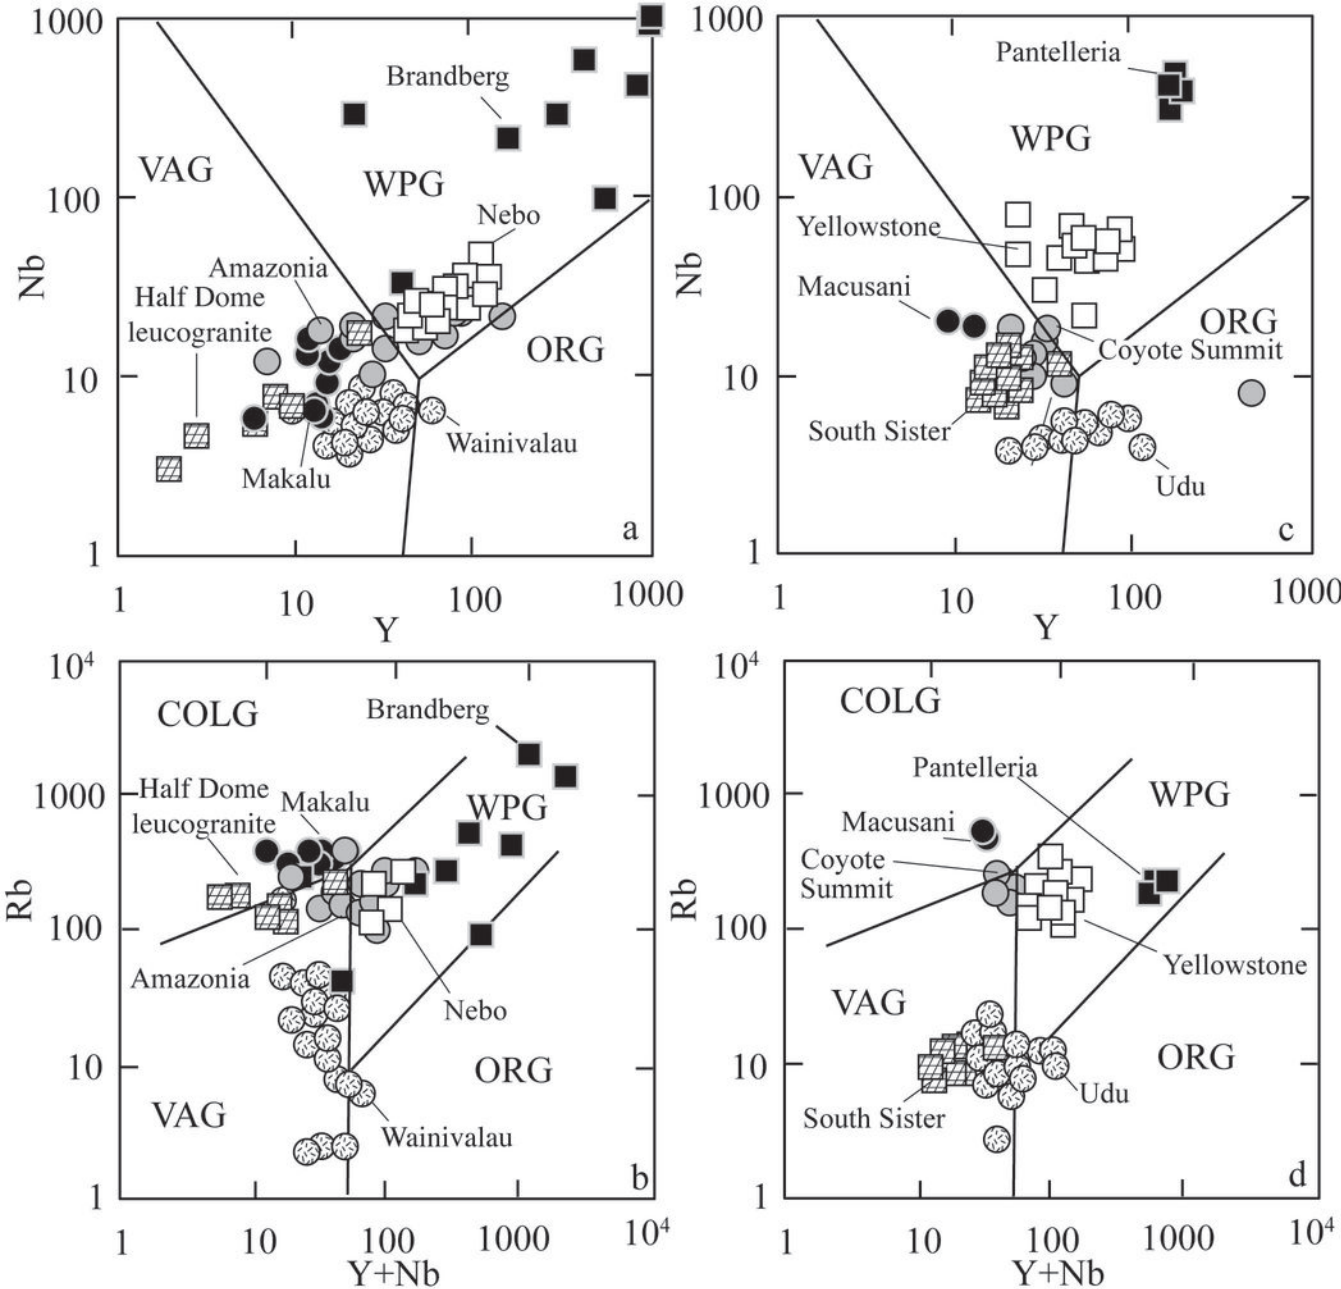 1000
Brandberg
VAG
WPG
100
Nebo
Nb
Amazonia
Half Dome
leucogranite
ORG
10
Wainivalau
Makalu
a
1
1
10
100
1000
Y
1000
Pantelleria
WPG
VAG
100
Yellowstone
Nb
Macusani
ORG
Coyote Summit
10
South Sister
Udu
c
1
1
10
100
1000
Y
10⁴
COLG
Brandberg
Half Dome
leucogranite
Makalu
1000
WPG
Rb
100
Amazonia
Nebo
10
ORG
VAG
Wainivalau
b
1
1
10
100
1000
10⁴
Y+Nb
10⁴
COLG
Pantelleria
1000
WPG
Macusani
Coyote
Summit
Rb
100
Yellowstone
VAG
10
ORG
Udu
South Sister
d
1
1
10
100
1000
10⁴
Y+Nb